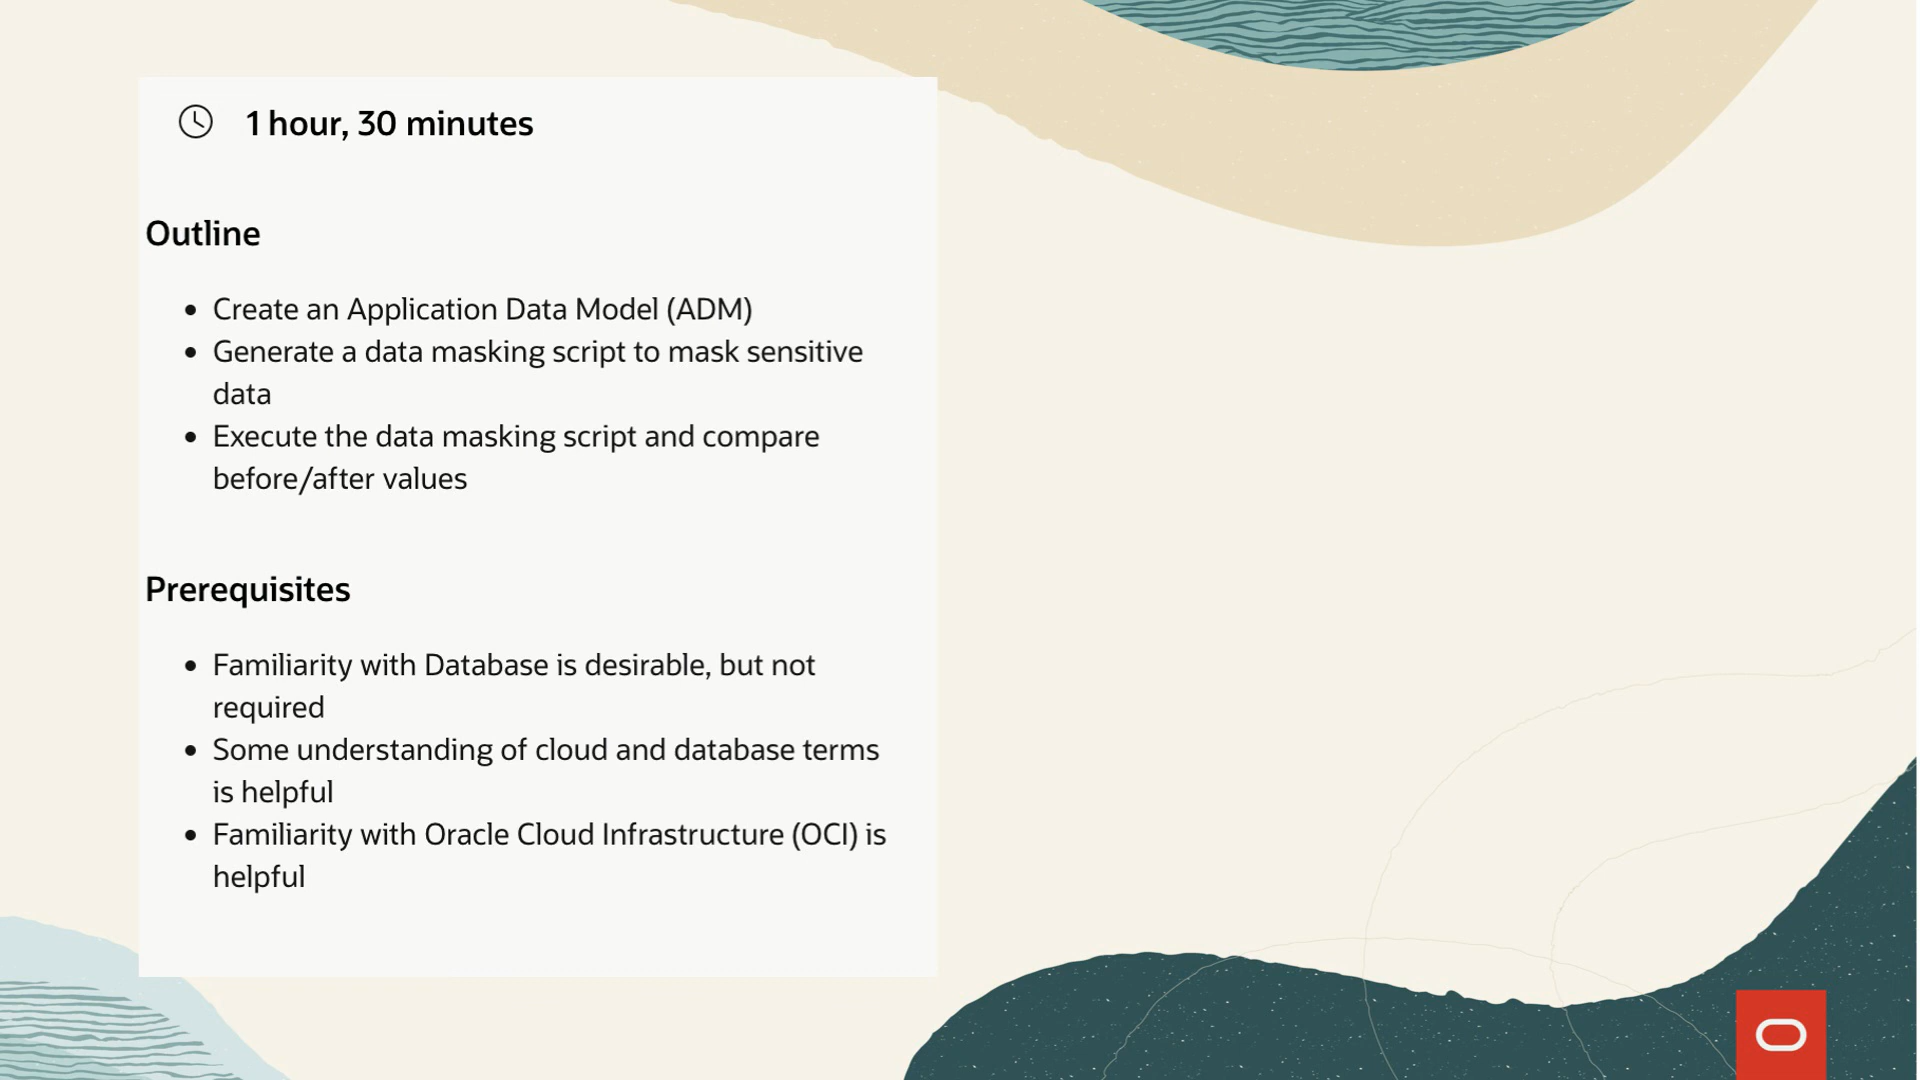 1 hour, 30 minutes
Outline
• Create an Application Data Model (ADM)
• Generate a data masking script to mask sensitive
data
• Execute the data masking script and compare
before/after values
Prerequisites
• Familiarity with Database is desirable, but not
required
• Some understanding of cloud and database terms
is helpful
• Familiarity with Oracle Cloud Infrastructure (OCI) is
helpful